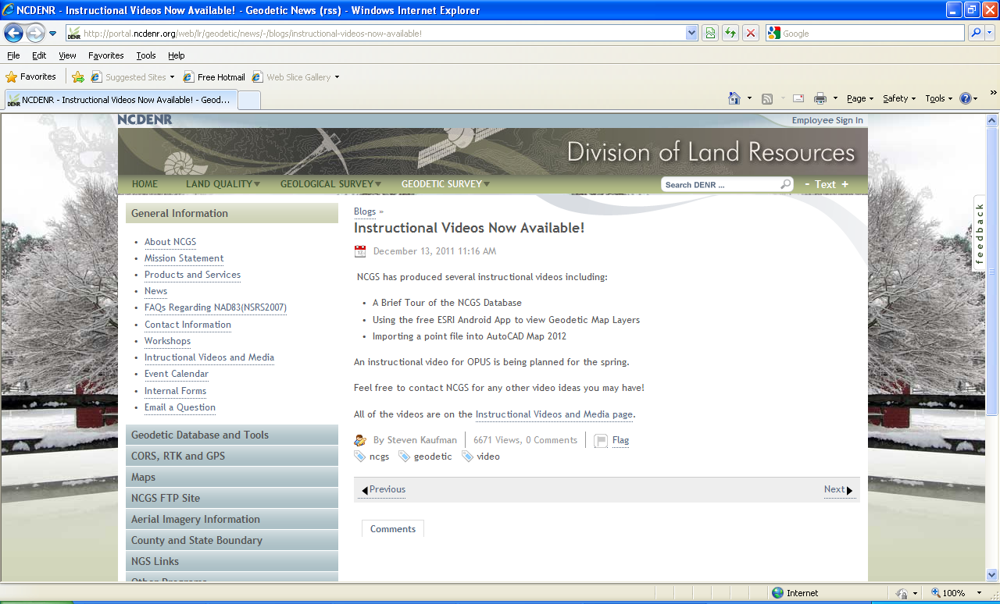 NCDENR - Instructional Videos Now Available! - Geodetic News (rss) - Windows Internet Explorer
DENR http://portal.ncdenr.org/web/lr/geodetic/news/-/blogs/instructional-videos-now-available! Google
File Edit View Favorites Tools Help
Favorites Suggested Sites Free Hotmail Web Slice Gallery
DENR NCDENR - Instructional Videos Now Available! - Geod... Page Safety Tools
NCDENR Employee Sign In
Division of Land Resources
HOME LAND QUALITY GEOLOGICAL SURVEY GEODETIC SURVEY Search DENR ... - Text +
feedback
General Information
• About NCGS
• Mission Statement
• Products and Services
• News
• FAQs Regarding NAD83(NSRS2007)
• Contact Information
• Workshops
• Intructional Videos and Media
• Event Calendar
• Internal Forms
• Email a Question
Geodetic Database and Tools
CORS, RTK and GPS
Maps
NCGS FTP Site
Aerial Imagery Information
County and State Boundary
NGS Links
Other Programs
Blogs »
Instructional Videos Now Available!
December 13, 2011 11:16 AM
NCGS has produced several instructional videos including:
• A Brief Tour of the NCGS Database
• Using the free ESRI Android App to view Geodetic Map Layers
• Importing a point file into AutoCAD Map 2012
An instructional video for OPUS is being planned for the spring.
Feel free to contact NCGS for any other video ideas you may have!
All of the videos are on the Instructional Videos and Media page.
By Steven Kaufman 6671 Views, 0 Comments Flag
ncgs geodetic video
Previous Next
Comments
Internet 100%